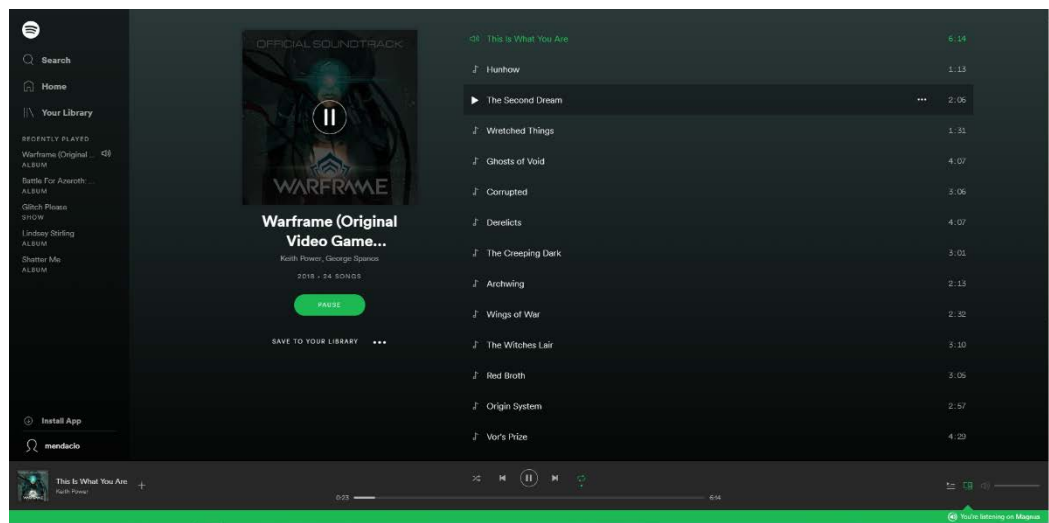 Search
Home
Your Library
RECENTLY PLAYED
Warframe (Original ...
ALBUM
Battle For Azeroth: ...
ALBUM
Glitch Please
SHOW
Lindsey Stirling
ALBUM
Shatter Me
ALBUM
Install App
mendacio
OFFICIAL SOUNDTRACK
WARFRAME
Warframe (Original
Video Game...
Keith Power, George Spanos
2018 • 24 SONGS
PAUSE
SAVE TO YOUR LIBRARY •••
This Is What You Are 6:14
Hunhow 1:13
The Second Dream ••• 2:06
Wretched Things 1:31
Ghosts of Void 4:07
Corrupted 3:06
Derelicts 4:07
The Creeping Dark 3:01
Archwing 2:13
Wings of War 2:32
The Witches Lair 3:10
Red Broth 3:05
Origin System 2:57
Vor's Prize 4:29
This Is What You Are +
Keith Power
0:23 6:14
You're listening on Magnus